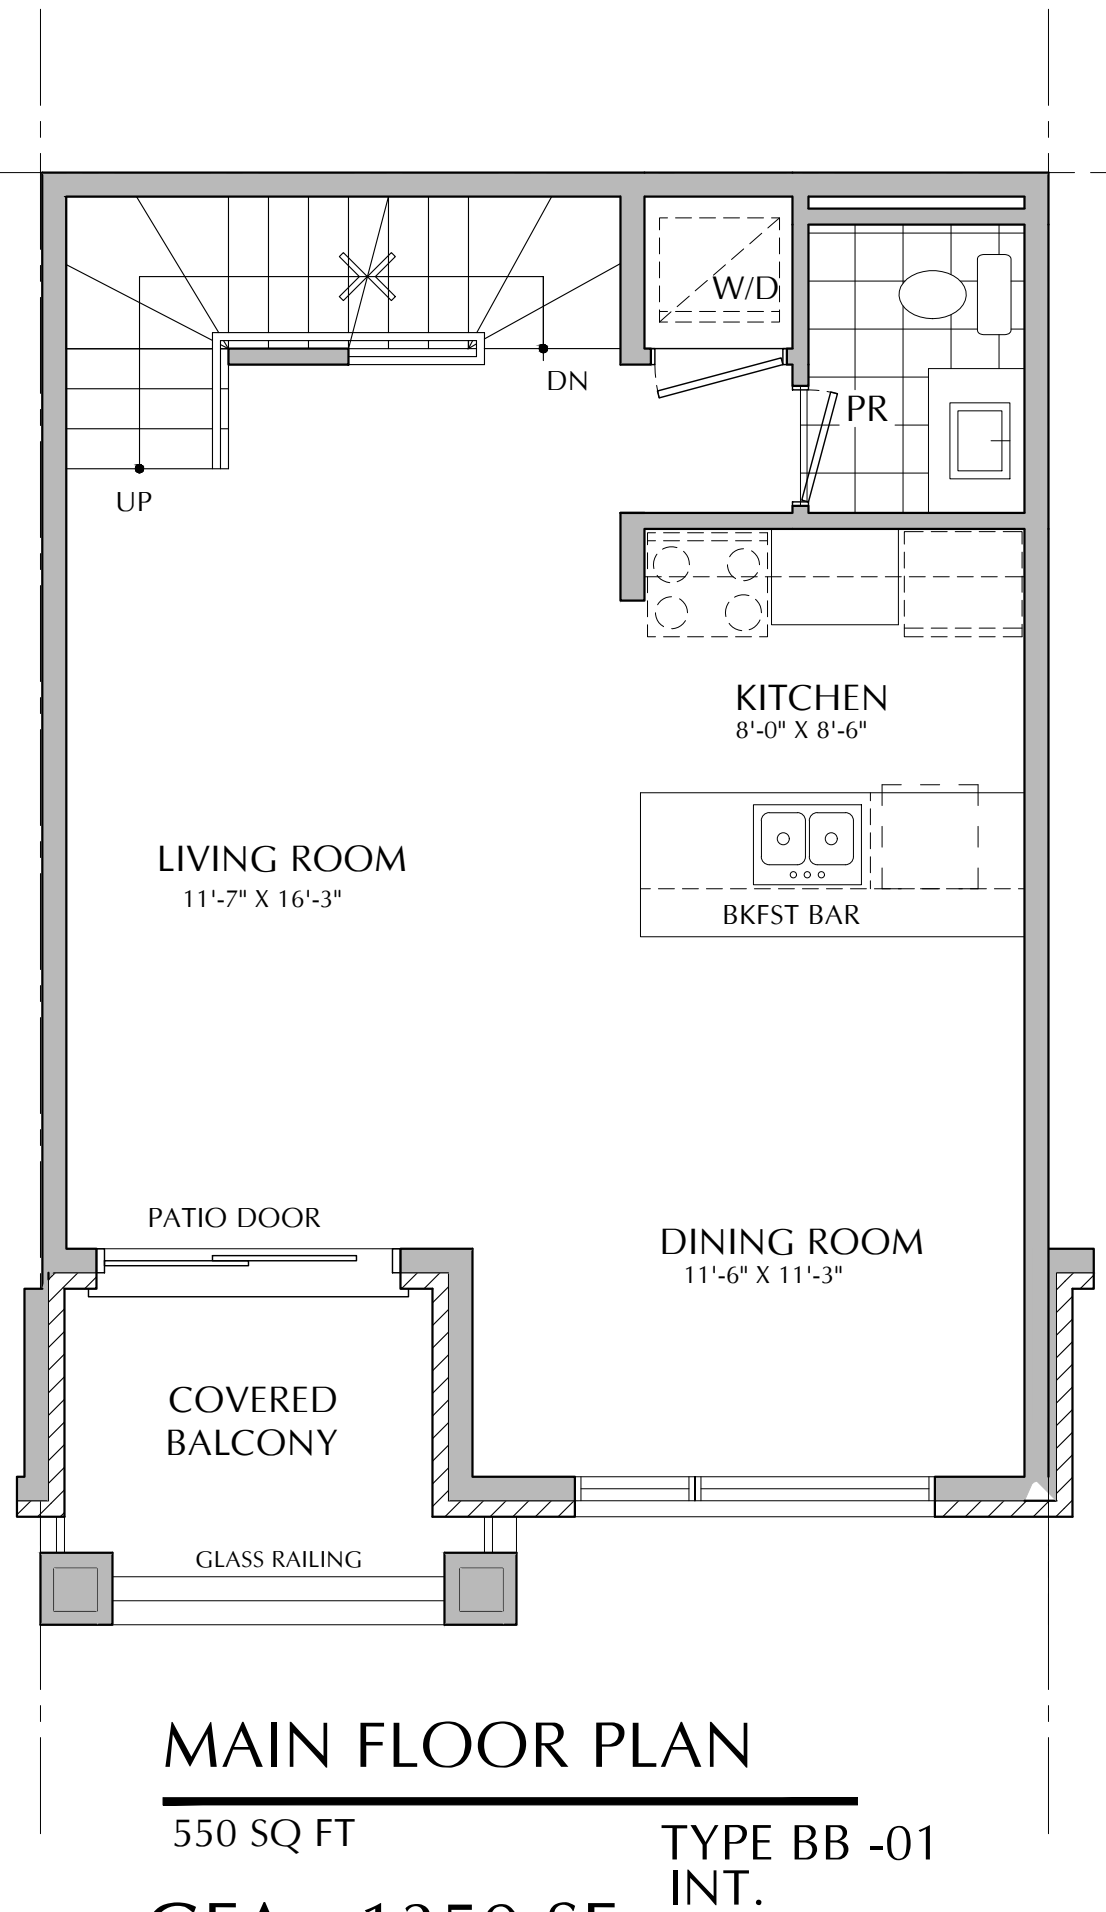 W/D
DN
PR
UP
KITCHEN
8'-0" X 8'-6"
LIVING ROOM
11'-7" X 16'-3"
BKFST BAR
PATIO DOOR
DINING ROOM
11'-6" X 11'-3"
COVERED
BALCONY
GLASS RAILING
MAIN FLOOR PLAN
550 SQ FT
TYPE BB -01
INT.